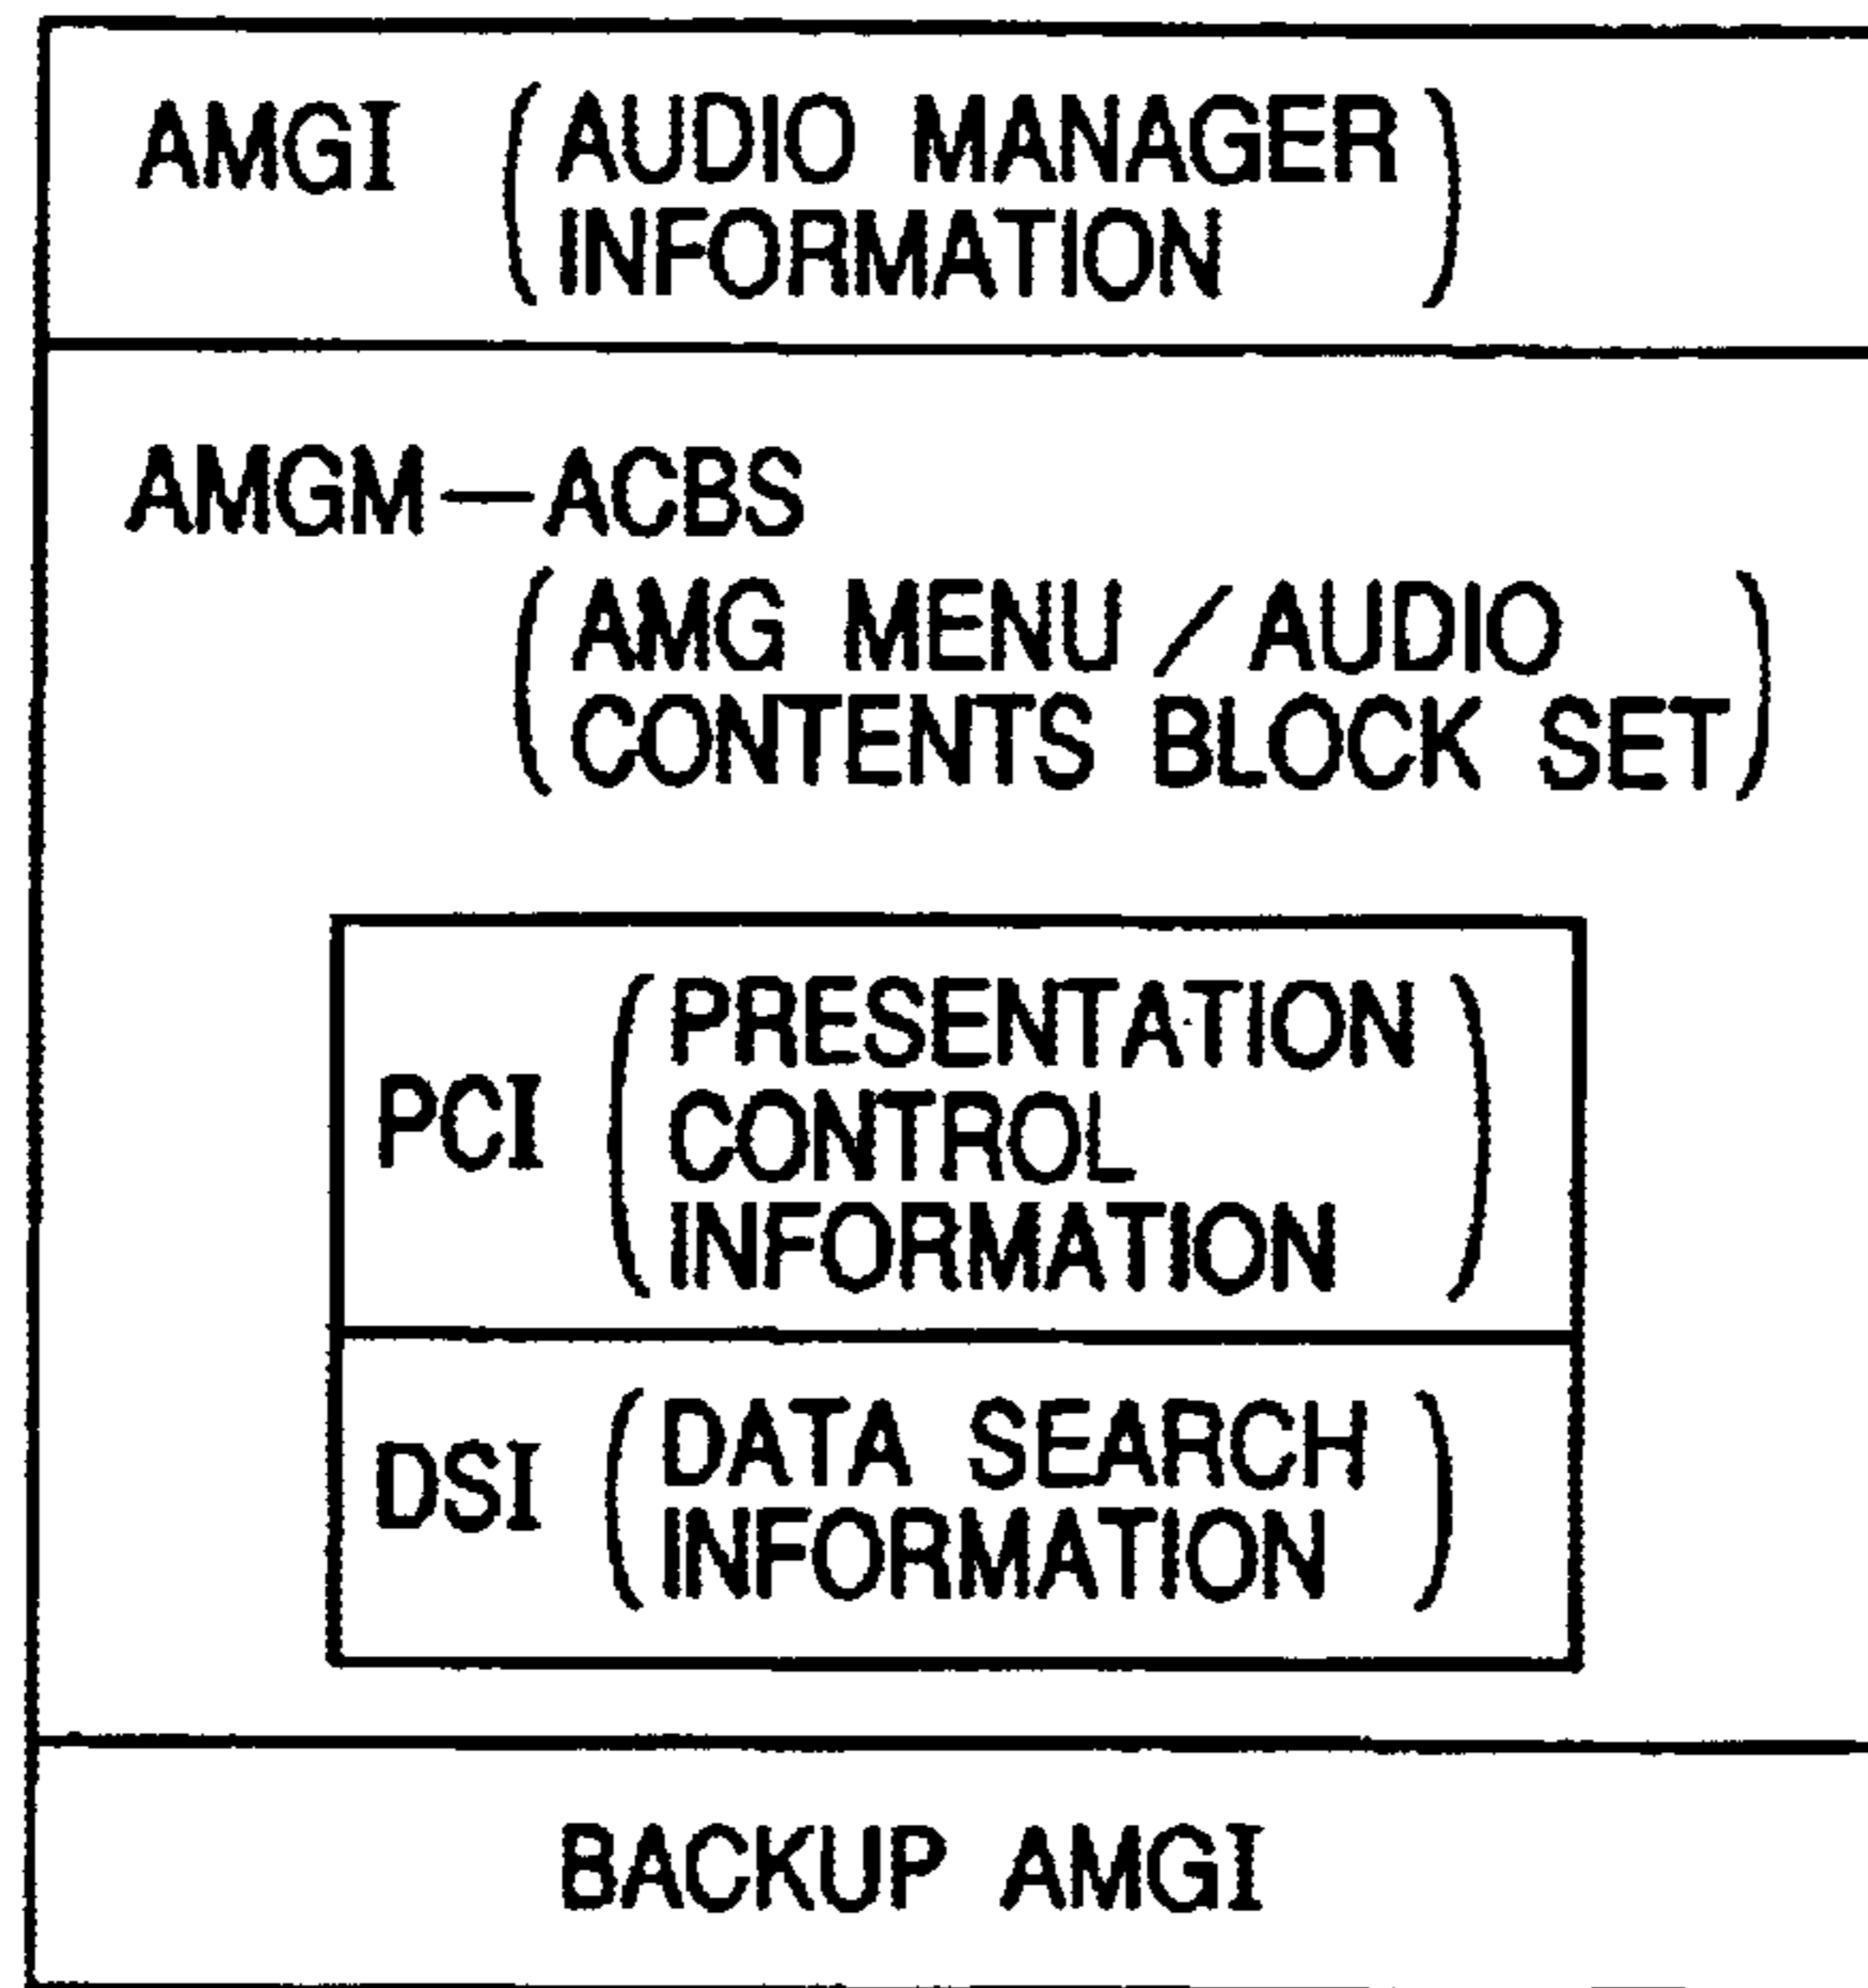 AMGI (AUDIO MANAGER
INFORMATION)
AMGM—ACBS
(AMG MENU/AUDIO
CONTENTS BLOCK SET)
PCI (PRESENTATION
CONTROL
INFORMATION)
DSI (DATA SEARCH
INFORMATION)
BACKUP AMGI